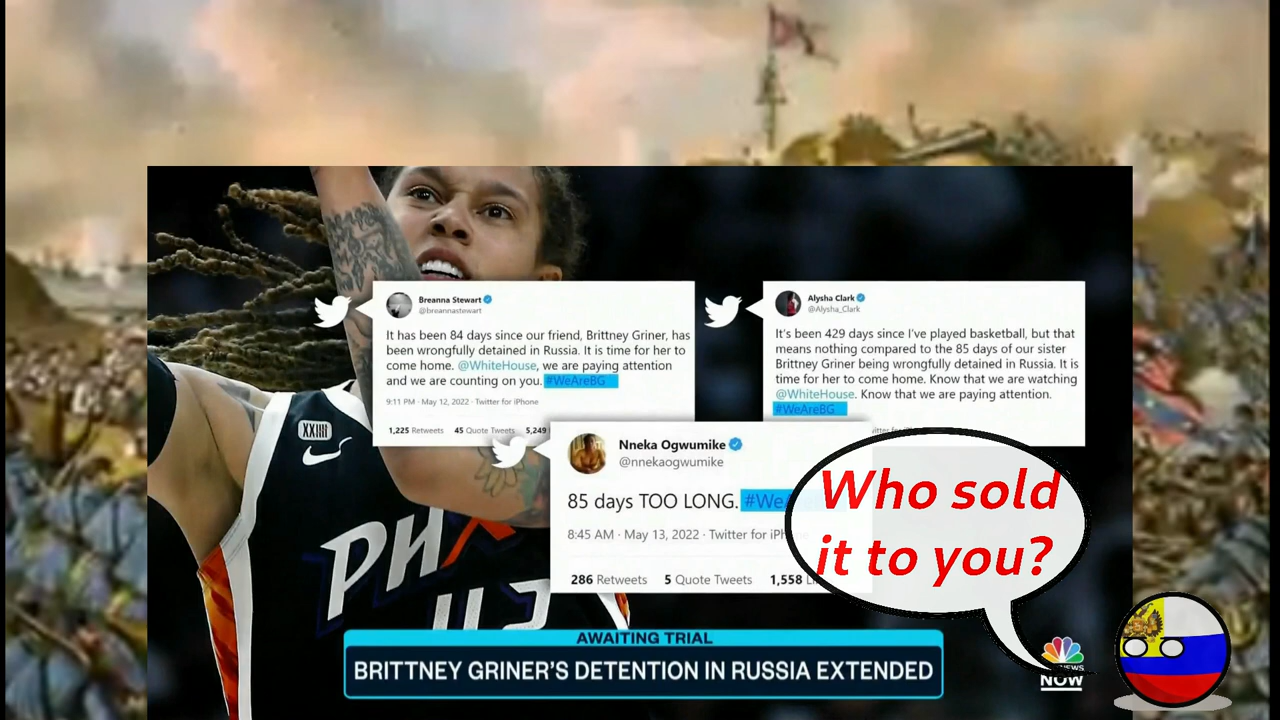 Breanna Stewart
@breannastewart
It has been 84 days since our friend, Brittney Griner, has
been wrongfully detained in Russia. It is time for her to
come home. @WhiteHouse, we are paying attention
and we are counting on you. #WeAreBG
9:11 PM · May 12, 2022 · Twitter for iPhone
1,225 Retweets 45 Quote Tweets 5,249
Alysha Clark
@Alysha_Clark
It's been 429 days since I've played basketball, but that
means nothing compared to the 85 days of our sister
Brittney Griner being wrongfully detained in Russia. It is
time for her to come home. Know that we are watching
@WhiteHouse. Know that we are paying attention.
#WeAreBG
Nneka Ogwumike
@nnekaogwumike
85 days TOO LONG. #We
8:45 AM · May 13, 2022 · Twitter for iPh
286 Retweets 5 Quote Tweets 1,558
Who sold
it to you?
XXIIII
PHX
42
AWAITING TRIAL
BRITTNEY GRINER'S DETENTION IN RUSSIA EXTENDED
NEWS
NOW